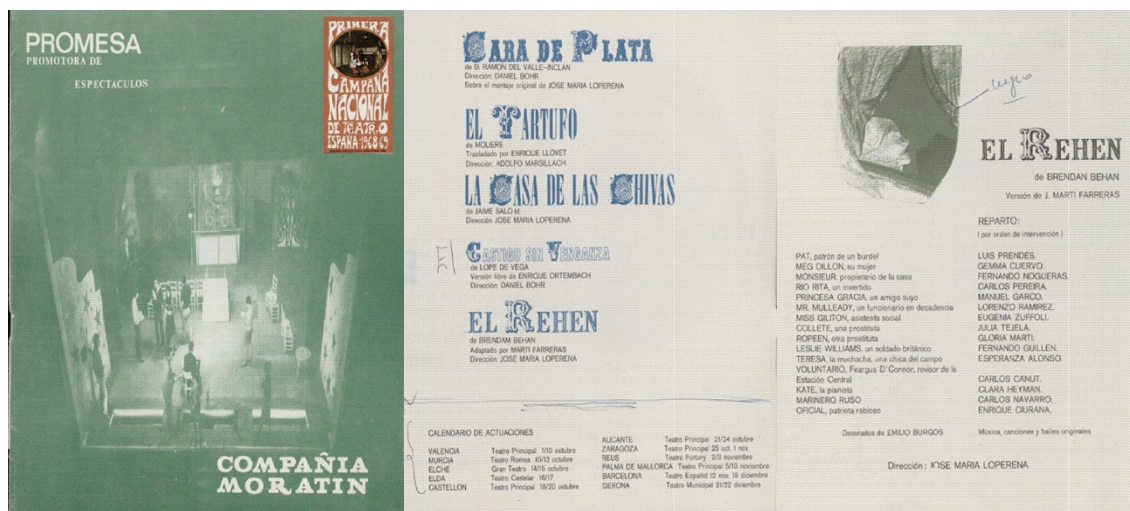 PROMESA
PROMOTORA DE
ESPECTACULOS
PRIMERA
CAMPAÑA
NACIONAL
DE TEATRO
ESPAÑA 1968 69
COMPAÑIA
MORATIN
CARA DE PLATA
de D. RAMON DEL VALLE-INCLAN
Dirección: DANIEL BOHR
Sobre el montaje original de JOSE MARIA LOPERENA
EL TARTUFO
de MOLIERE
Trasladado por ENRIQUE LLOVET
Dirección: ADOLFO MARSILLACH
LA CASA DE LAS CHIVAS
de JAIME SALOM
Dirección JOSE MARIA LOPERENA
El CASTIGO SIN VENGANZA
de LOPE DE VEGA
Versión libre de ENRIQUE ORTEMBACH
Dirección: DANIEL BOHR
EL REHEN
de BRENDAM BEHAN
Adaptado por MARTI FARRERAS
Dirección: JOSE MARIA LOPERENA
CALENDARIO DE ACTUACIONES
VALENCIA Teatro Principal 1/10 octubre
MURCIA Teatro Romea 10/13 octubre
ELCHE Gran Teatro 14/15 octubre
ELDA Teatro Castelar 16/17
CASTELLON Teatro Principal 18/20 octubre
ALICANTE Teatro Principal 21/24 octubre
ZARAGOZA Teatro Principal 25 oct. 1 nov.
REUS Teatro Fortuny 2/3 noviembre
PALMA DE MALLORCA Teatro Principal 5/10 noviembre
BARCELONA Teatro Español 12 nov. 19 diciembre
GERONA Teatro Municipal 21/22 diciembre
negro
EL REHEN
de BRENDAN BEHAN
Versión de J. MARTI FARRERAS
REPARTO:
(por orden de intervención)
PAT, patrón de un burdel LUIS PRENDES.
MEG DILLON, su mujer GEMMA CUERVO.
MONSIEUR, propietario de la casa FERNANDO NOGUERAS.
RIO RITA, un invertido CARLOS PEREIRA.
PRINCESA GRACIA, un amigo suyo MANUEL GARCO.
MR. MULLEADY, un funcionario en decadencia LORENZO RAMIREZ.
MISS GILITON, asistenta social EUGENIA ZUFFOLI.
COLLETE, una prostituta JULIA TEJELA.
ROPEEN, otra prostituta GLORIA MARTI.
LESLIE WILLIAMS, un soldado británico FERNANDO GUILLEN.
TERESA, la muchacha, una chica del campo ESPERANZA ALONSO.
VOLUNTARIO, Feargus D'Connor, revisor de la
Estación Central CARLOS CANUT.
KATE, la pianista CLARA HEYMAN.
MARINERO RUSO CARLOS NAVARRO.
OFICIAL, patriota rabioso ENRIQUE CIURANA.
Decorados de EMILIO BURGOS Música, canciones y bailes originales
Dirección: JOSE MARIA LOPERENA